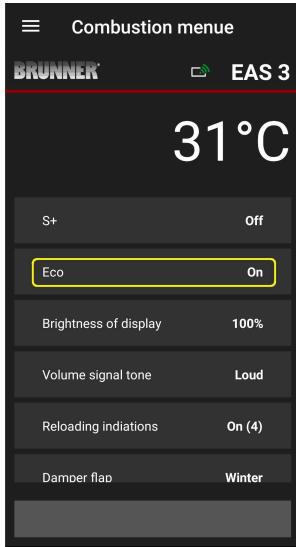 Combustion menue
BRUNNER EAS 3
31°C
S+ Off
Eco On
Brightness of display 100%
Volume signal tone Loud
Reloading indiations On (4)
Damper flap Winter